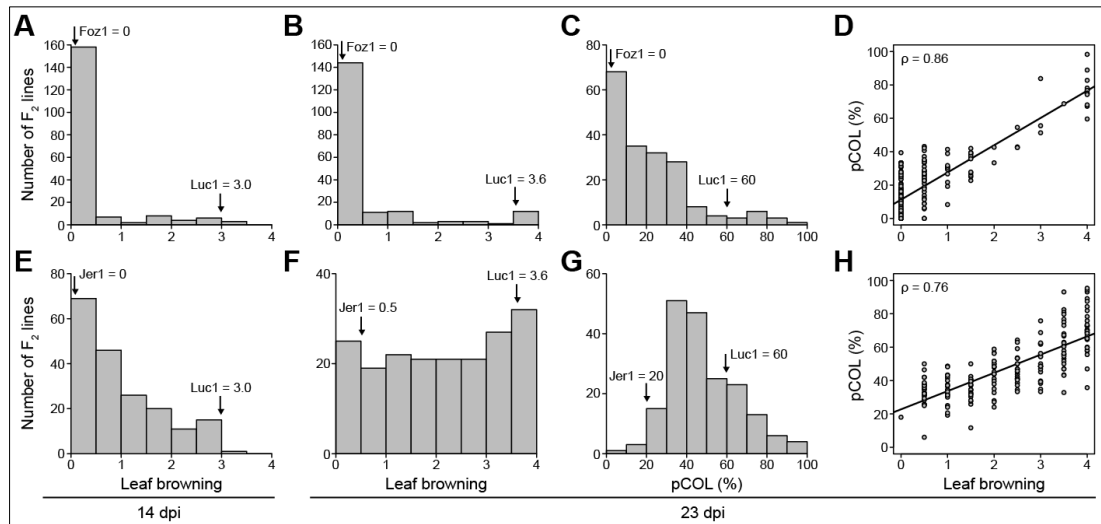 A
B
C
D
Number of F2 lines
160
140
120
100
80
60
40
20
0
Foz1 = 0
Luc1 = 3.0
0 1 2 3 4
160
140
120
100
80
60
40
20
0
Foz1 = 0
Luc1 = 3.6
0 1 2 3 4
80
60
40
20
0
Foz1 = 0
Luc1 = 60
0 20 40 60 80 100
pCOL (%)
100
80
60
40
20
0
ρ = 0.86
0 1 2 3 4
E
F
G
H
Number of F2 lines
80
60
40
20
0
Jer1 = 0
Luc1 = 3.0
0 1 2 3 4
Leaf browning
40
20
0
Jer1 = 0.5
Luc1 = 3.6
0 1 2 3 4
Leaf browning
60
50
40
30
20
10
0
Jer1 = 20
Luc1 = 60
0 20 40 60 80 100
pCOL (%)
pCOL (%)
100
80
60
40
20
0
ρ = 0.76
0 1 2 3 4
Leaf browning
14 dpi
23 dpi